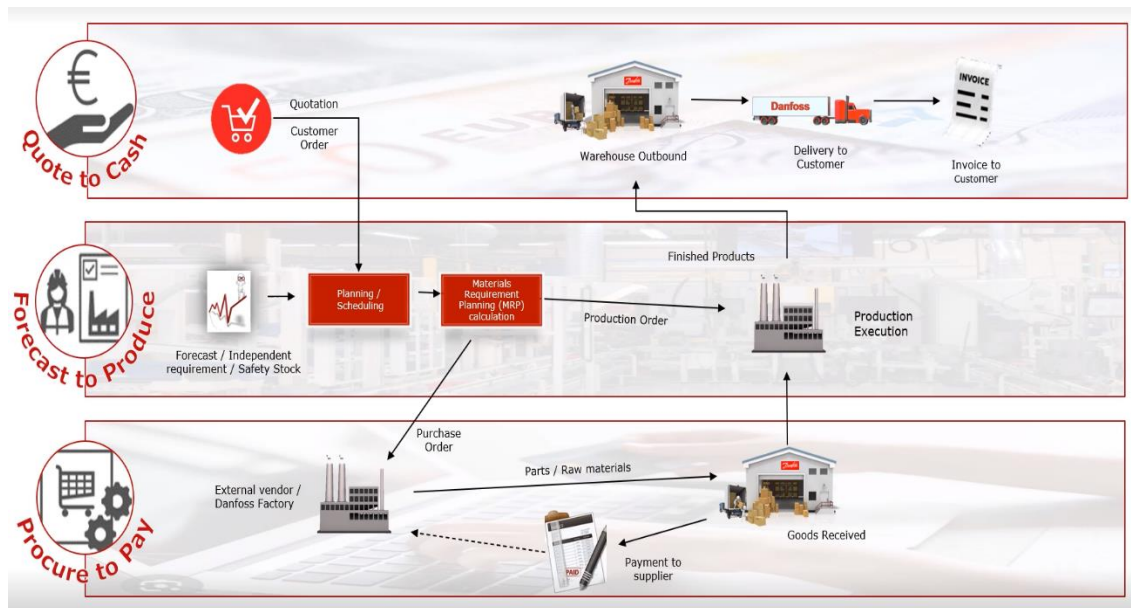 Quote to Cash
Quotation
Customer
Order
Danfoss
Warehouse Outbound
Danfoss
Delivery to
Customer
INVOICE
Invoice to
Customer
Forecast to Produce
Forecast / Independent
requirement / Safety Stock
Planning /
Scheduling
Materials
Requirement
Planning (MRP)
calculation
Production Order
Finished Products
Production
Execution
Procure to Pay
Purchase
Order
External vendor /
Danfoss Factory
Parts / Raw materials
Danfoss
Goods Received
PAID
Payment to
supplier